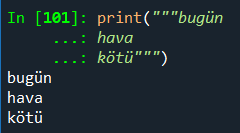 In [101]: print("""bugün
     ...: hava
     ...: kötü""")
bugün
hava
kötü